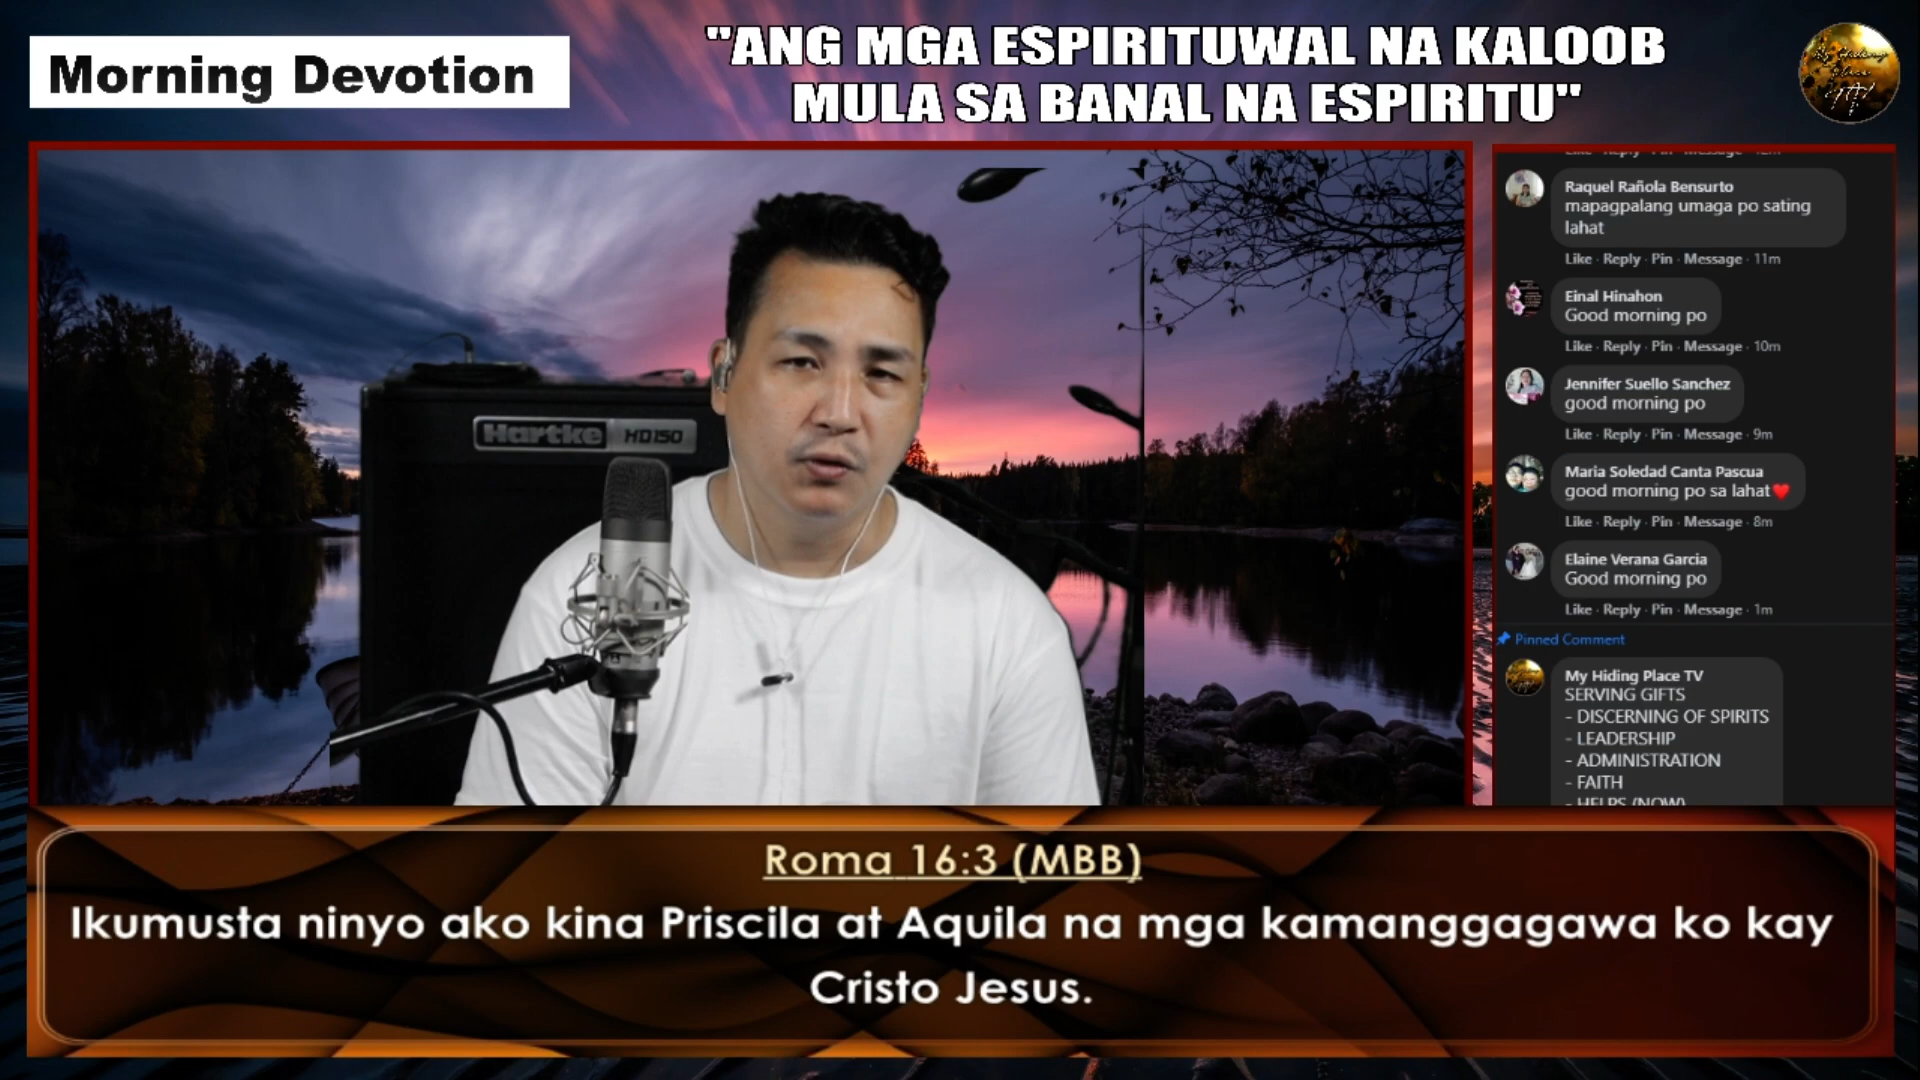 Morning Devotion
"ANG MGA ESPIRITUWAL NA KALOOB
MULA SA BANAL NA ESPIRITU"
My Hiding
Place
Hartke HD150
Raquel Rañola Bensurto
mapagpalang umaga po sating
lahat
Like · Reply · Pin · Message · 11m
Einal Hinahon
Good morning po
Like · Reply · Pin · Message · 10m
Jennifer Suello Sanchez
good morning po
Like · Reply · Pin · Message · 9m
Maria Soledad Canta Pascua
good morning po sa lahat❤️
Like · Reply · Pin · Message · 8m
Elaine Verana Garcia
Good morning po
Like · Reply · Pin · Message · 1m
Pinned Comment
My Hiding Place TV
SERVING GIFTS
- DISCERNING OF SPIRITS
- LEADERSHIP
- ADMINISTRATION
- FAITH
- HELPS (NOW)
Roma 16:3 (MBB)
Ikumusta ninyo ako kina Priscila at Aquila na mga kamanggagawa ko kay
Cristo Jesus.